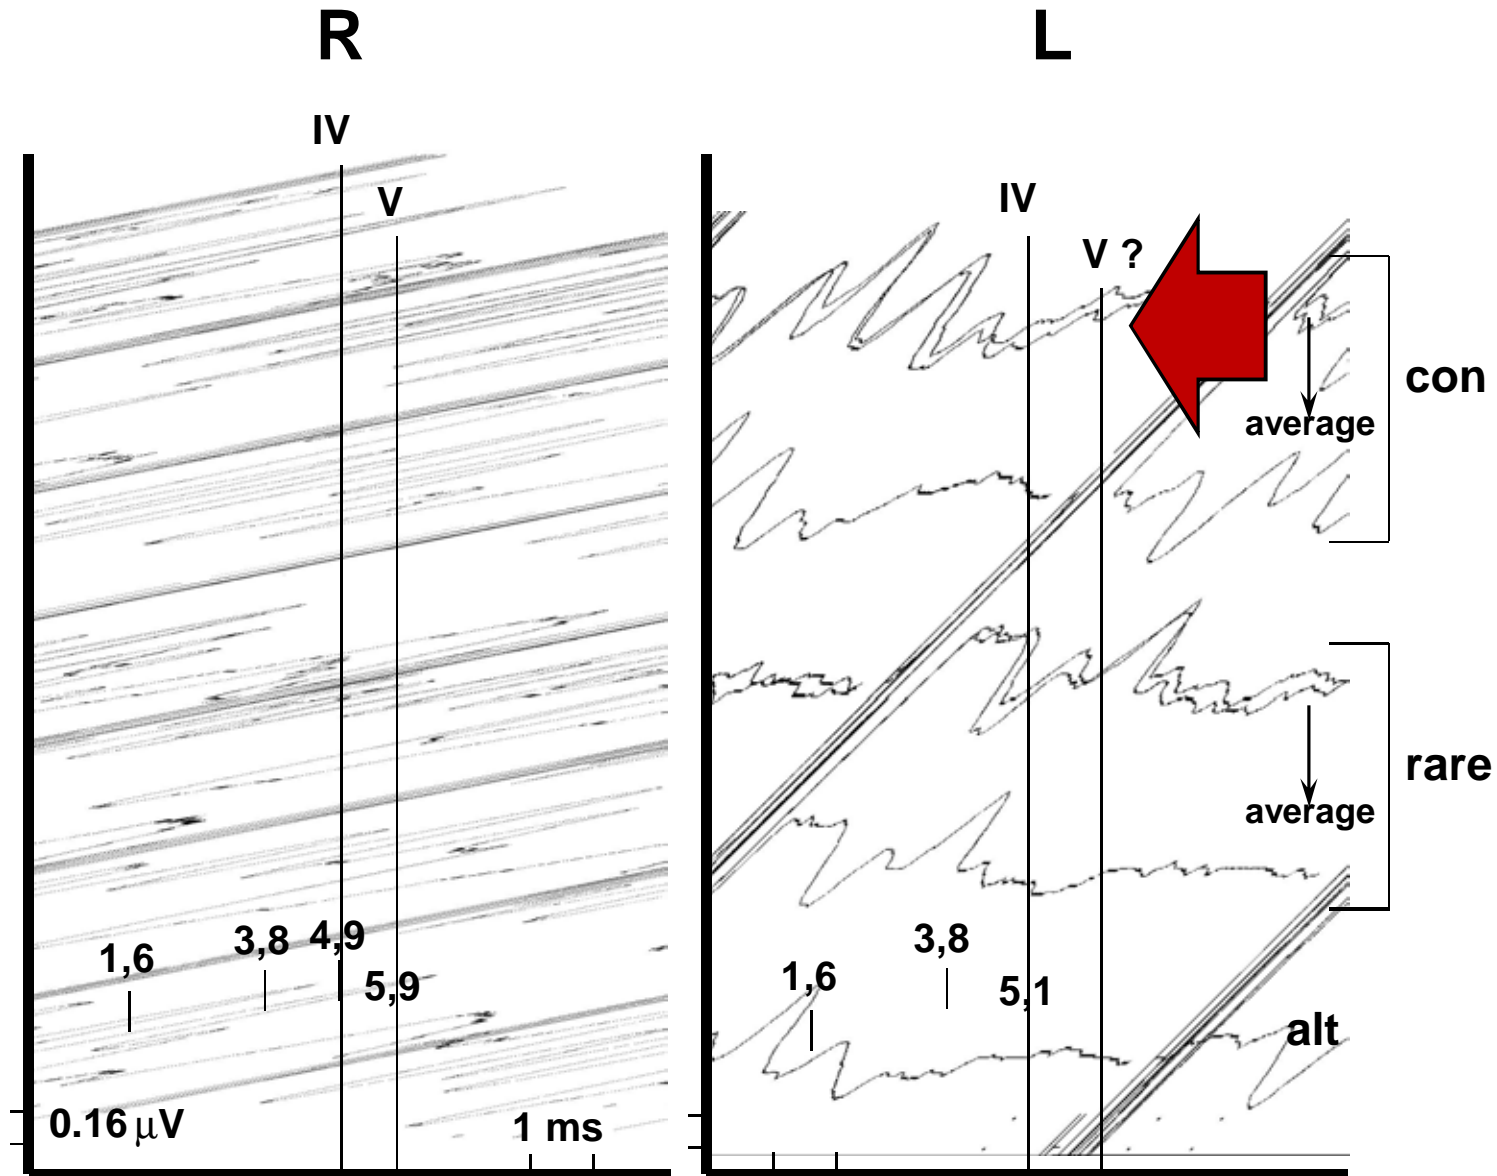 R
L
IV
V
IV
V ?
con
average
rare
average
1,6
3,8
4,9
5,9
1,6
3,8
5,1
alt
0.16 µV
1 ms